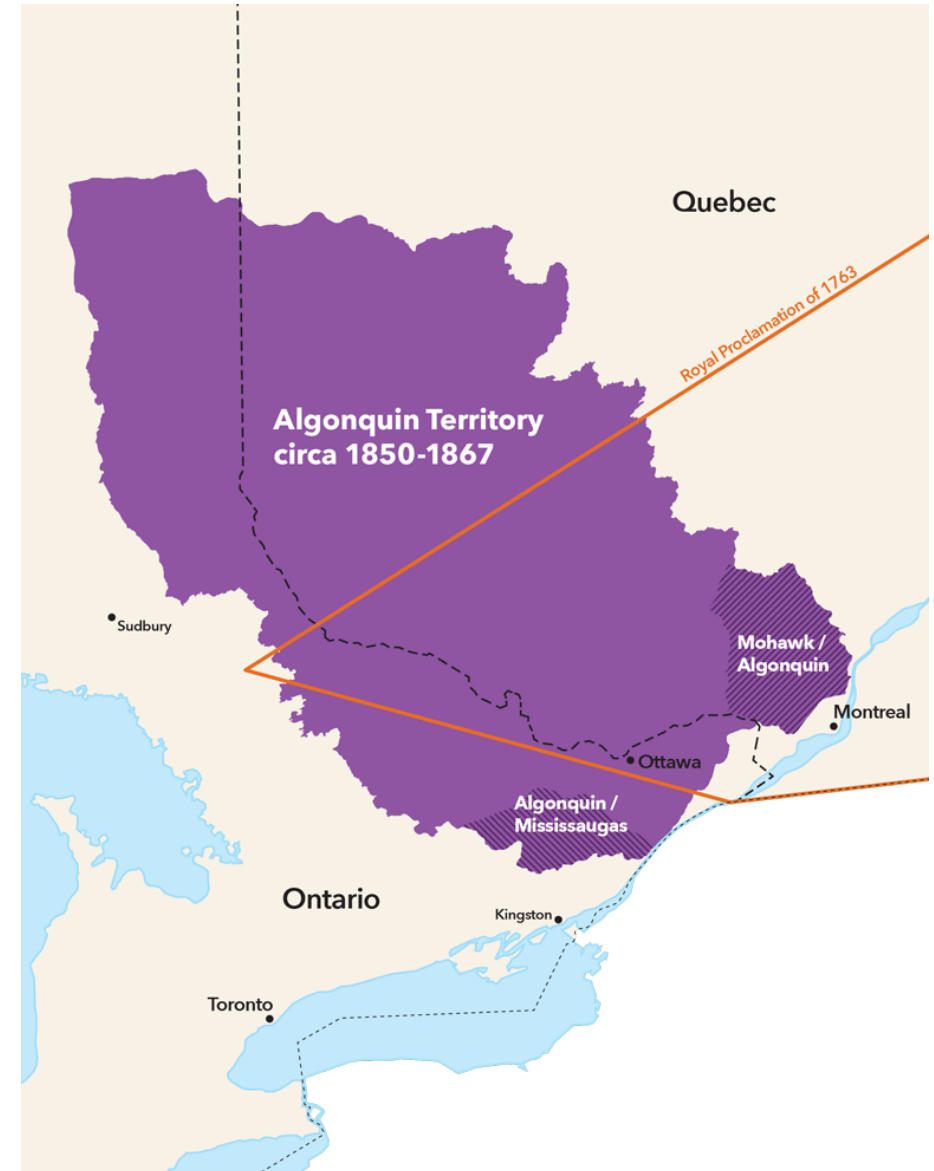 Quebec
Royal Proclamation of 1763
Algonquin Territory
circa 1850-1867
Sudbury
Mohawk /
Algonquin
Montreal
Ottawa
Algonquin /
Mississaugas
Ontario
Kingston
Toronto